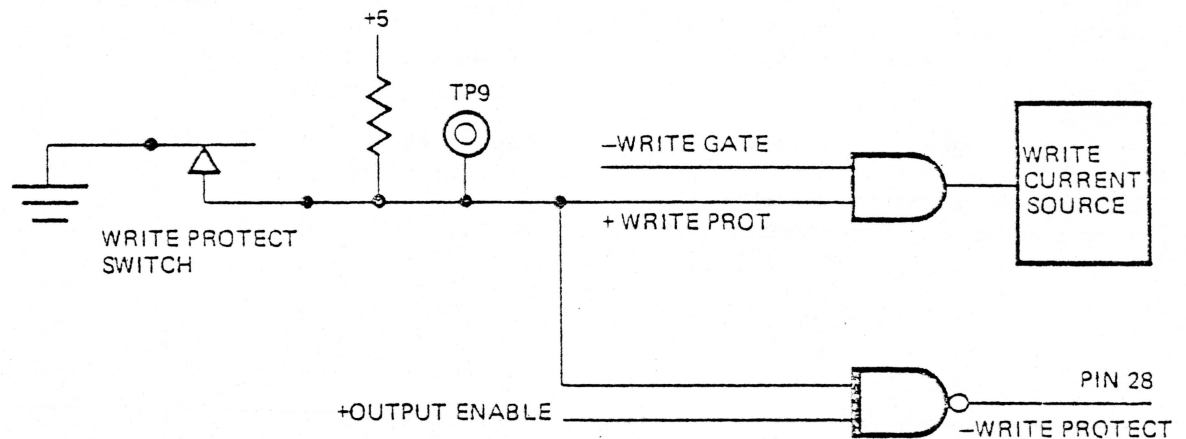 +5
TP9
–WRITE GATE
WRITE
CURRENT
SOURCE
+ WRITE PROT
WRITE PROTECT
SWITCH
PIN 28
+OUTPUT ENABLE
–WRITE PROTECT